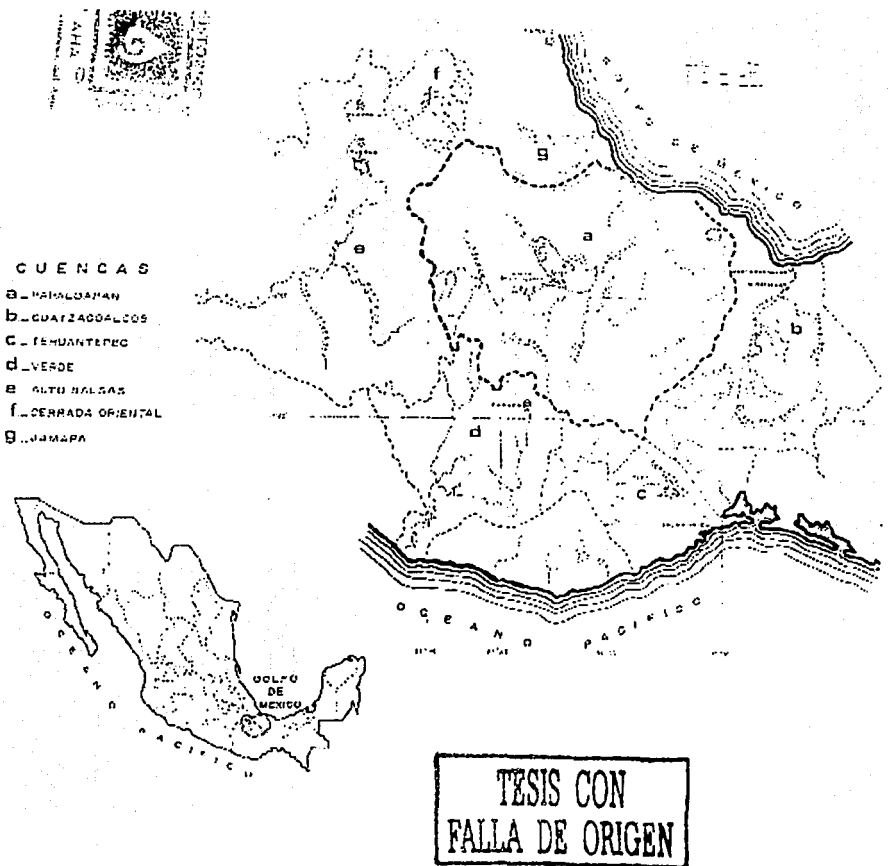 f
g
GOLFO DE MEXICO
a
e
CUENCAS
a_PAPALOAPAN
b_COATZACOALCOS
c_TEHUANTEPEC
d_VERDE
e ALTO BALSAS
f_CERRADA ORIENTAL
g_JAMAPA
b
e
d
c
OCEANO PACIFICO
GOLFO
DE
MEXICO
OCEANO PACIFICO
TESIS CON
FALLA DE ORIGEN